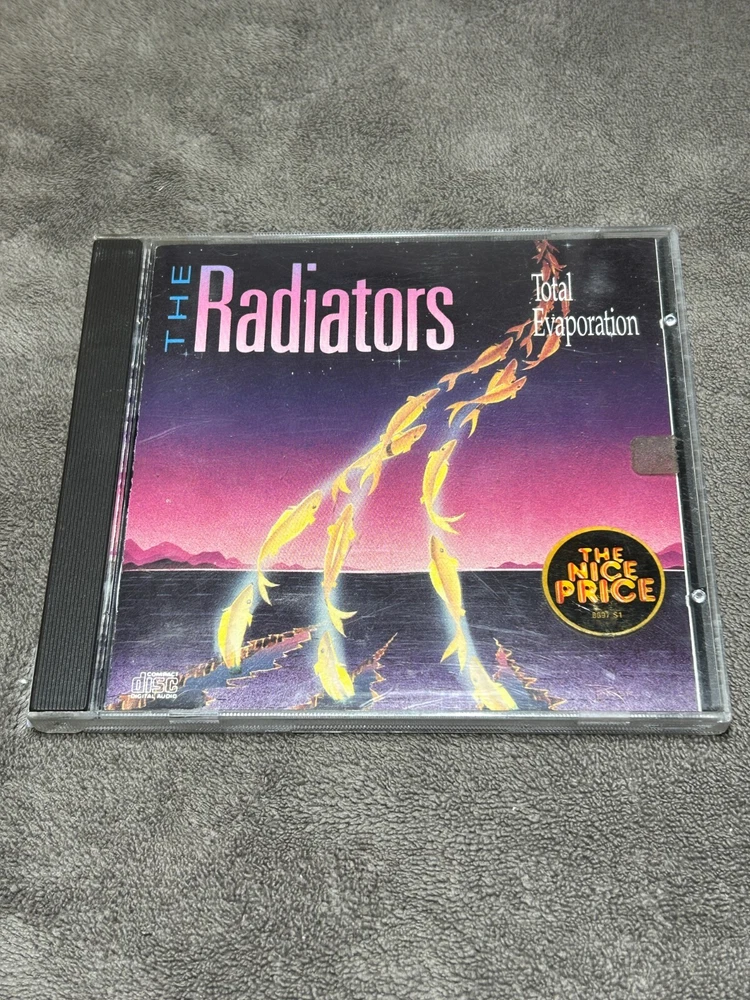 THE
Radiators
Total
Evaporation
THE
NICE
PRICE
COMPACT
disc
DIGITAL AUDIO